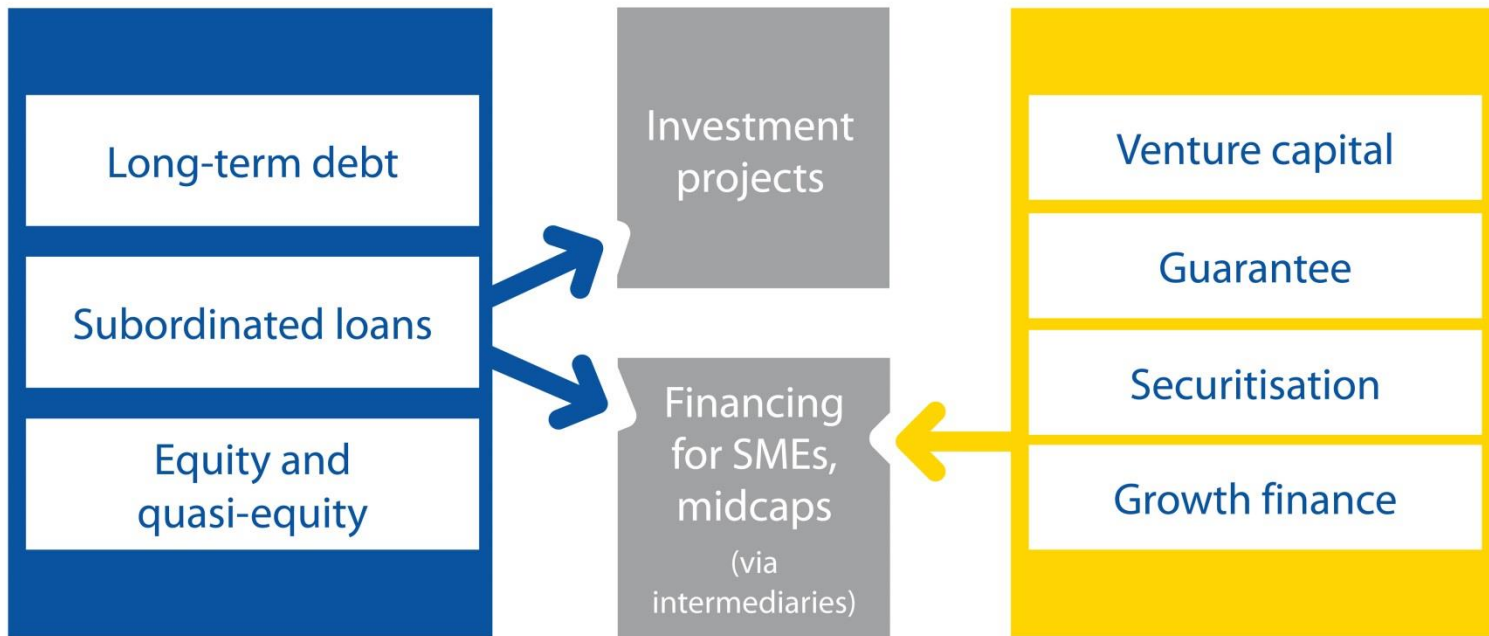 Long-term debt
Subordinated loans
Equity and
quasi-equity
Investment
projects
Financing
for SMEs,
midcaps
(via
intermediaries)
Venture capital
Guarantee
Securitisation
Growth finance